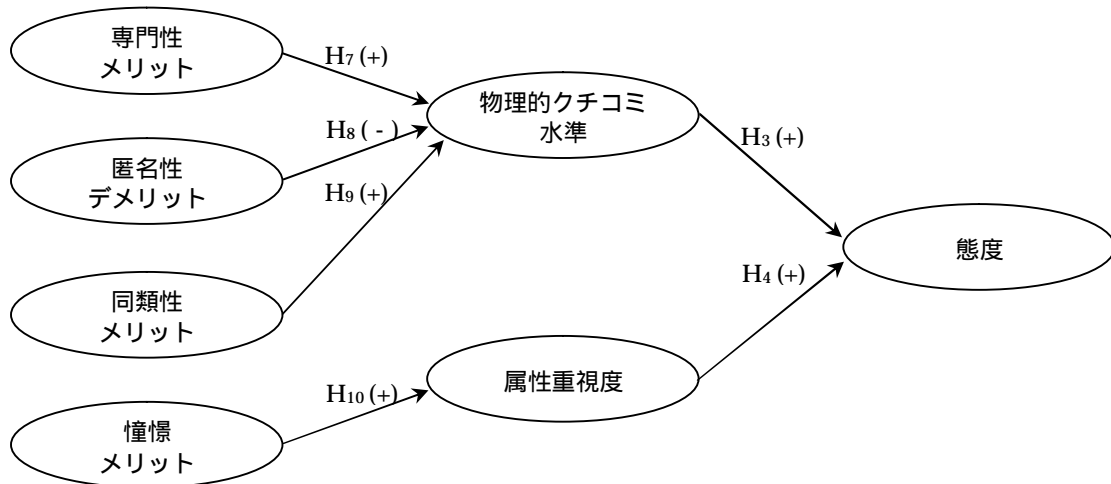 専門性
メリット
H7 (+)
物理的クチコミ
水準
H8 ( - )
H3 (+)
匿名性
デメリット
H9 (+)
態度
H4 (+)
同類性
メリット
属性重視度
H10 (+)
憧憬
メリット